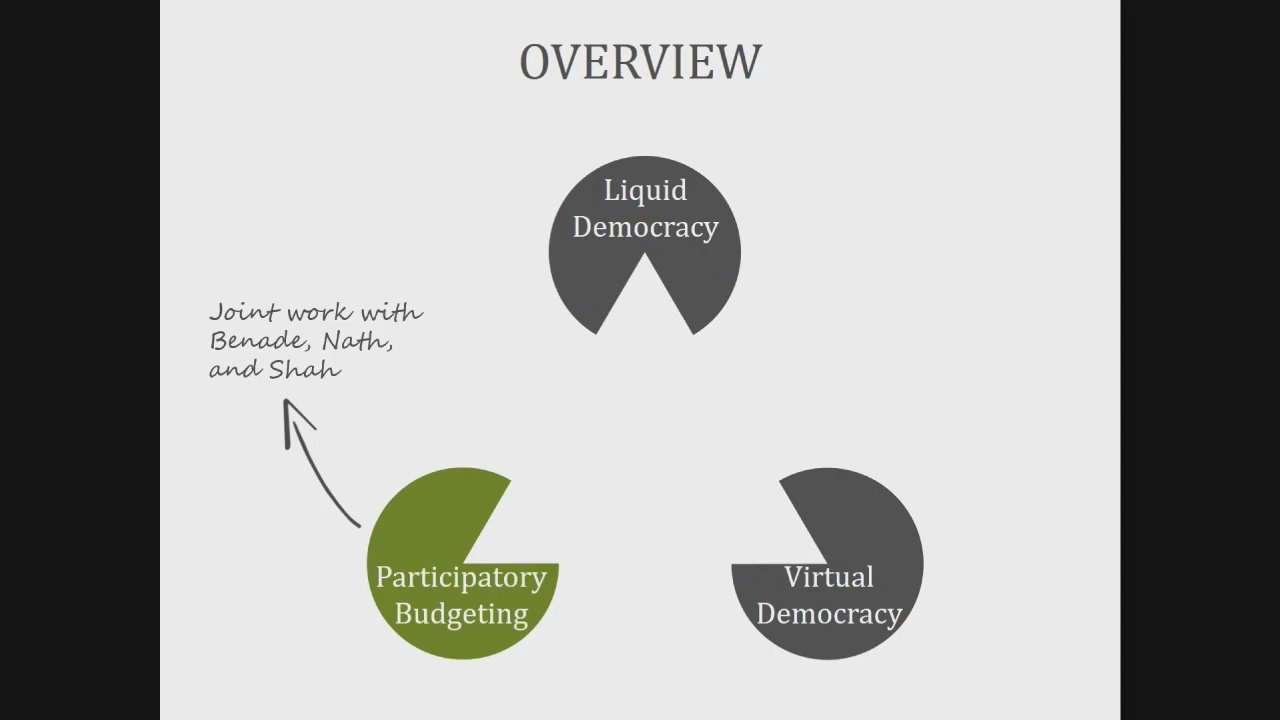 OVERVIEW
Liquid
Democracy
Joint work with
Benade, Nath,
and Shah
Participatory
Budgeting
Virtual
Democracy